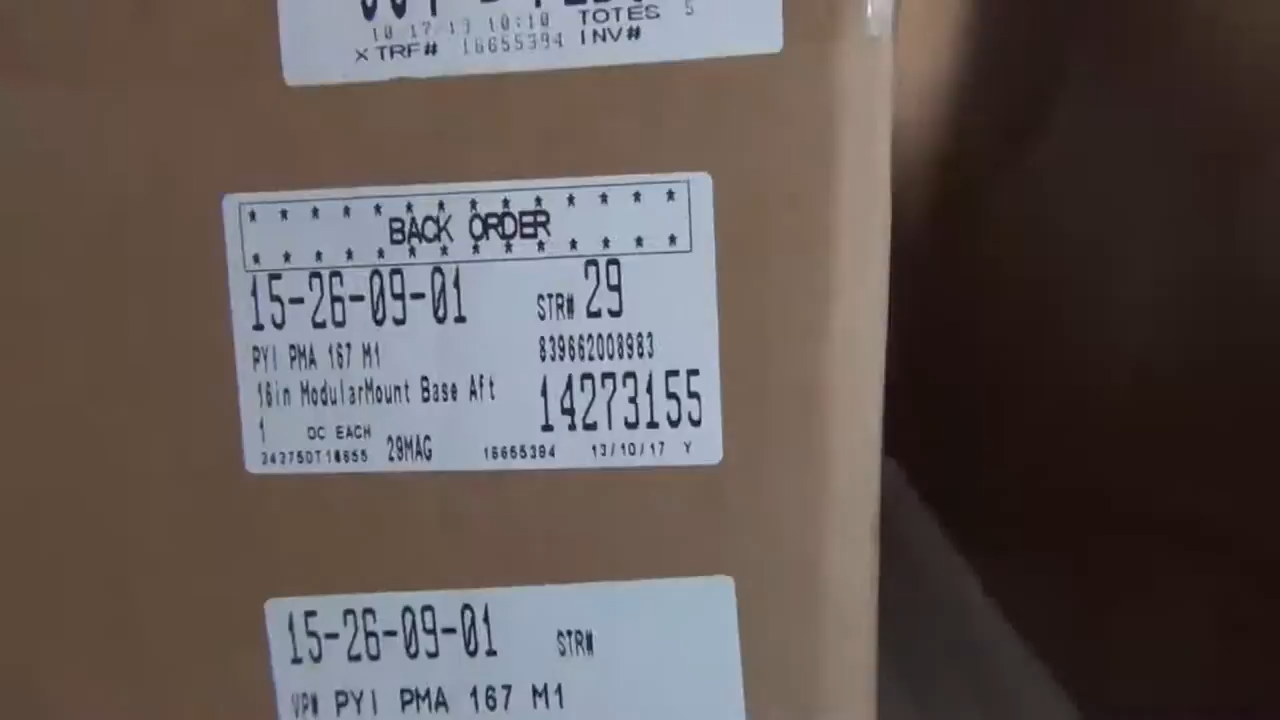 10 17 13 10:10 TOTES 5
XTRF# 16655394 INV#
* * * * * * * * * * * * * *
BACK ORDER
* * * * * * * * * * * * * *
15-26-09-01 STR# 29
PYI PMA 167 M1 839662008983
16in ModularMount Base Aft 14273155
1 DC EACH
29MAG 16655394 13/10/17 Y
15-26-09-01 STR#
VP# PYI PMA 167 M1